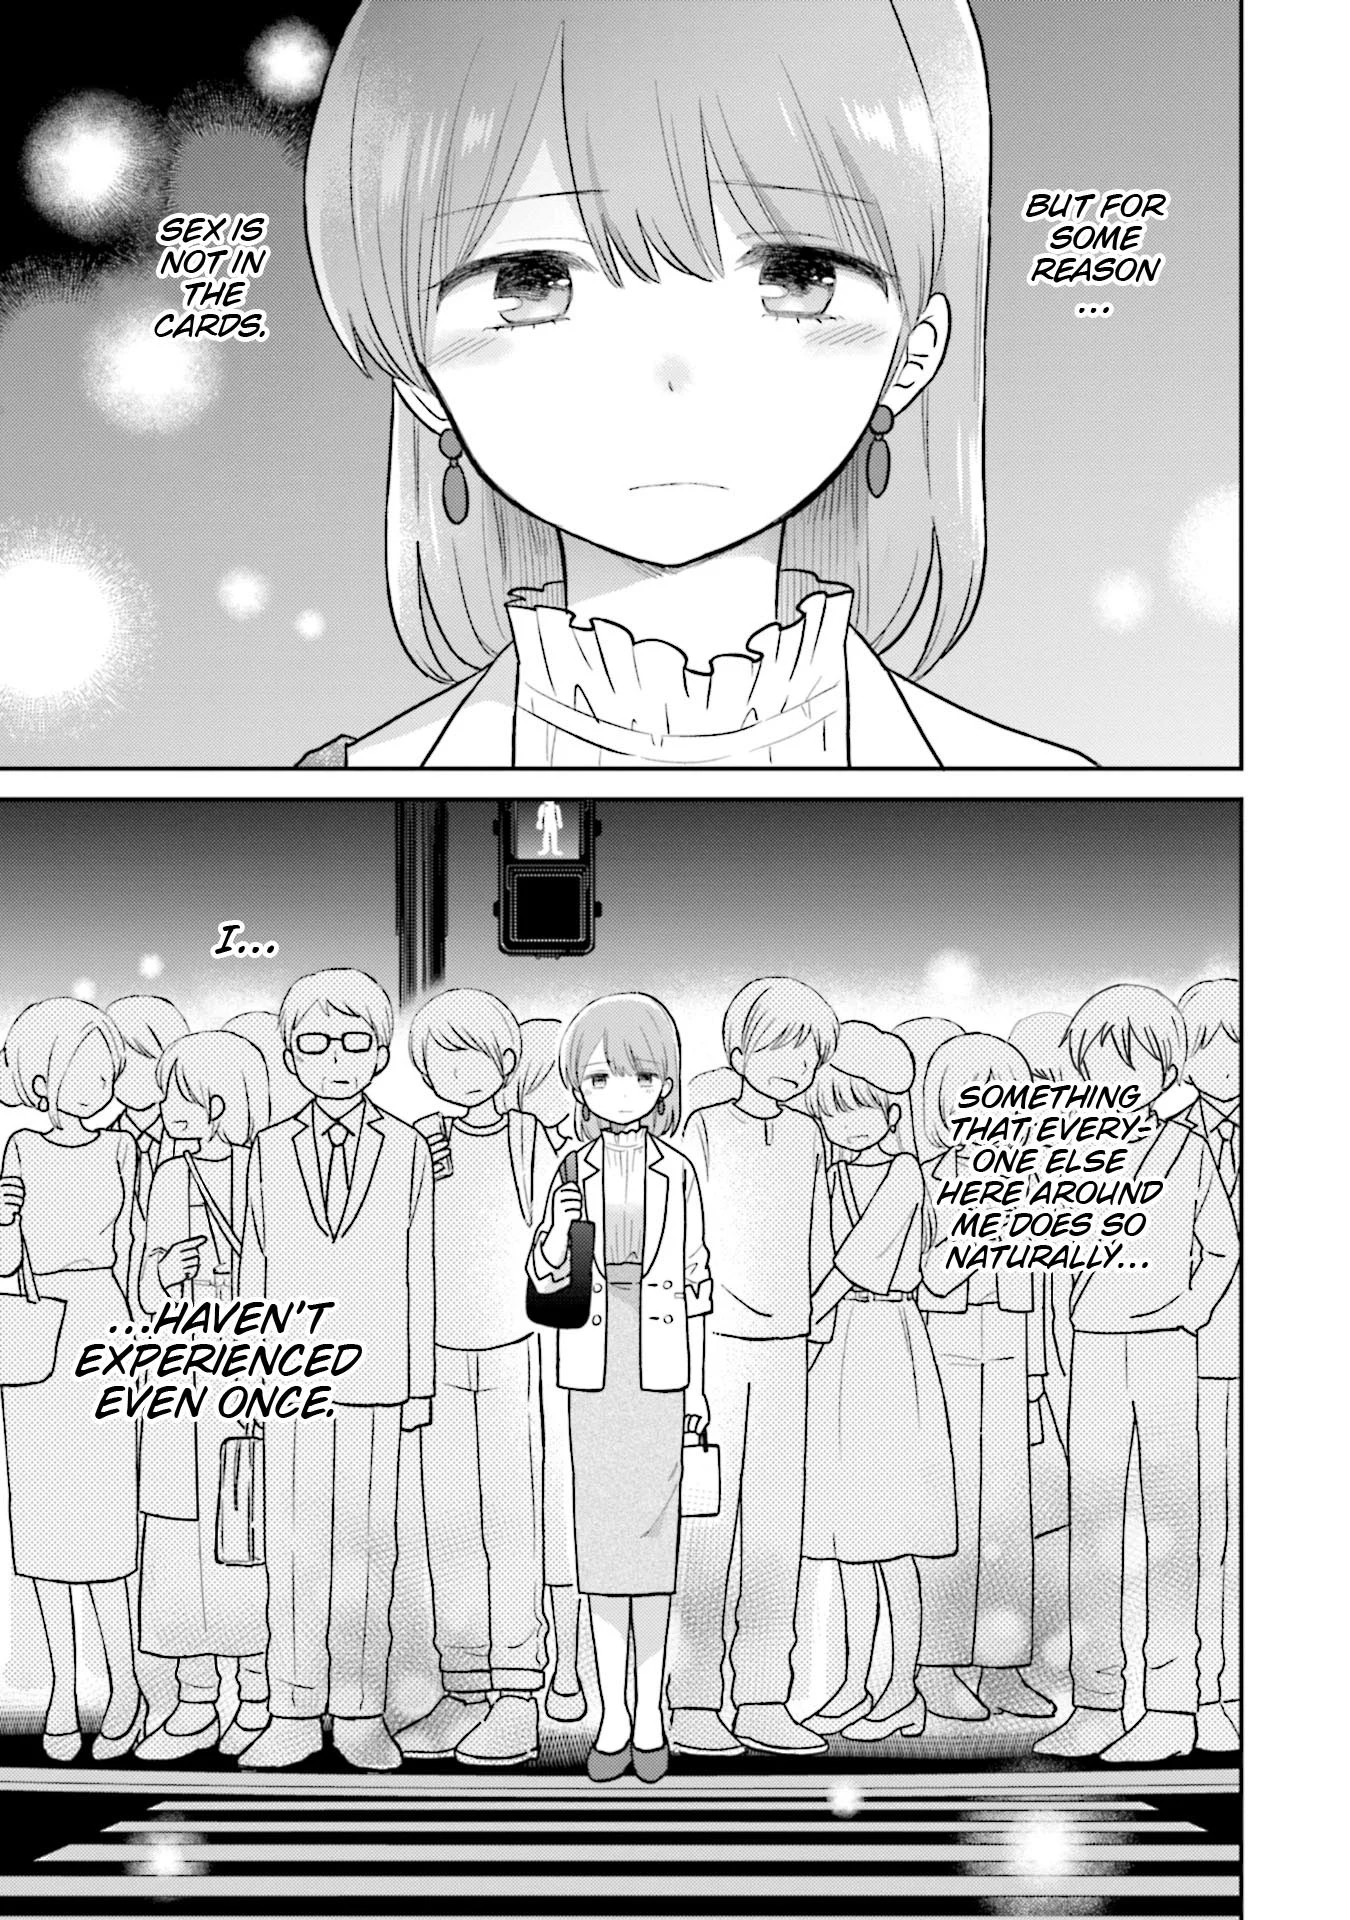 BUT FOR
SOME
REASON
...
SEX IS
NOT IN
THE
CARDS.
SOMETHING
THAT EVERY-
ONE ELSE
HERE AROUND
ME DOES SO
NATURALLY...
I...
...HAVEN'T
EXPERIENCED
EVEN ONCE.